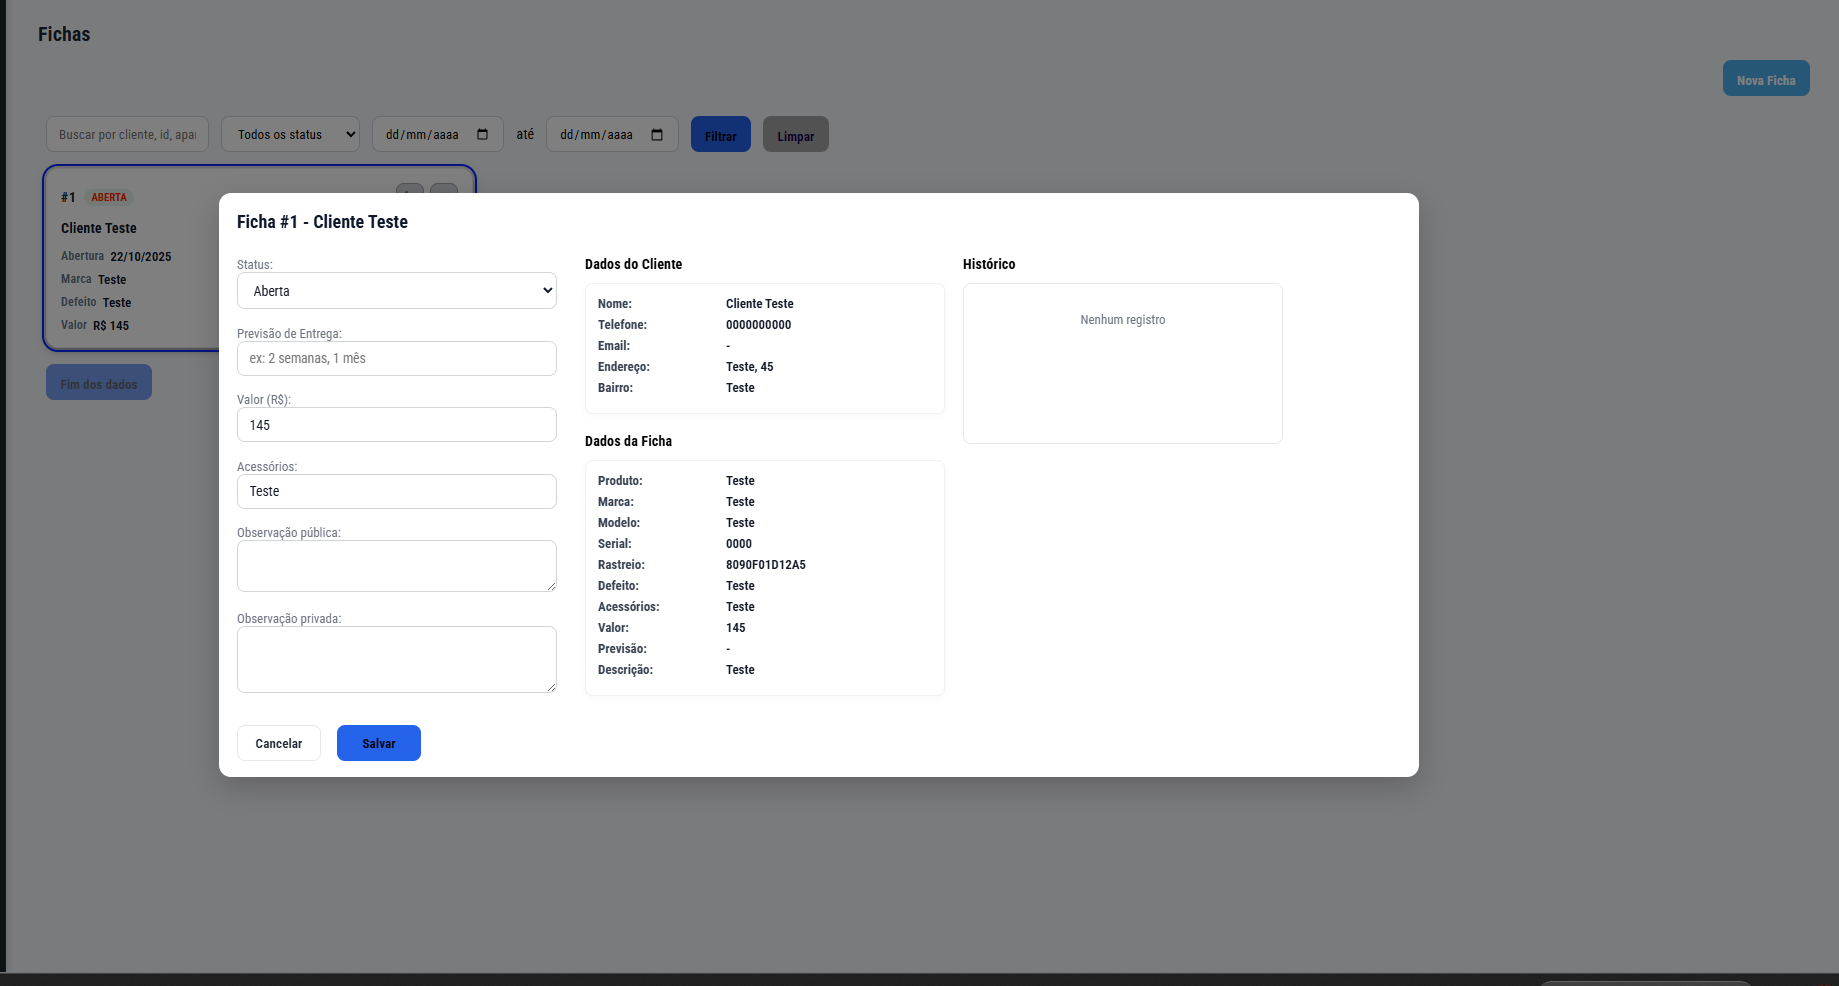 Fichas
Nova Ficha
Buscar por cliente, id, apa
Todos os status
dd/mm/aaaa
até
dd/mm/aaaa
Filtrar
Limpar
#1 ABERTA
Cliente Teste
Abertura 22/10/2025
Marca Teste
Defeito Teste
Valor R$ 145
Fim dos dados
Ficha #1 - Cliente Teste
Status:
Aberta
Previsão de Entrega:
ex: 2 semanas, 1 mês
Valor (R$):
145
Acessórios:
Teste
Observação pública:
Observação privada:
Cancelar
Salvar
Dados do Cliente
Nome: Cliente Teste
Telefone: 0000000000
Email: -
Endereço: Teste, 45
Bairro: Teste
Dados da Ficha
Produto: Teste
Marca: Teste
Modelo: Teste
Serial: 0000
Rastreio: 8090F01D12A5
Defeito: Teste
Acessórios: Teste
Valor: 145
Previsão: -
Descrição: Teste
Histórico
Nenhum registro